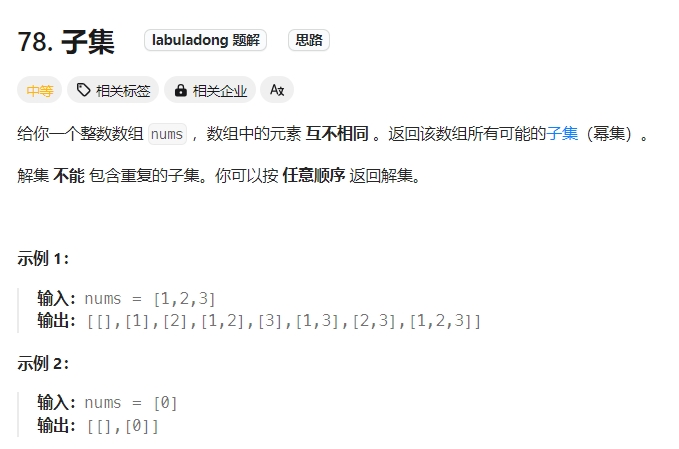 78. 子集 labuladong 题解 思路
中等 相关标签 相关企业 Aあ
给你一个整数数组 nums ，数组中的元素 互不相同 。返回该数组所有可能的子集（幂集）。
解集 不能 包含重复的子集。你可以按 任意顺序 返回解集。
示例 1：
输入：nums = [1,2,3]
输出：[[],[1],[2],[1,2],[3],[1,3],[2,3],[1,2,3]]
示例 2：
输入：nums = [0]
输出：[[],[0]]